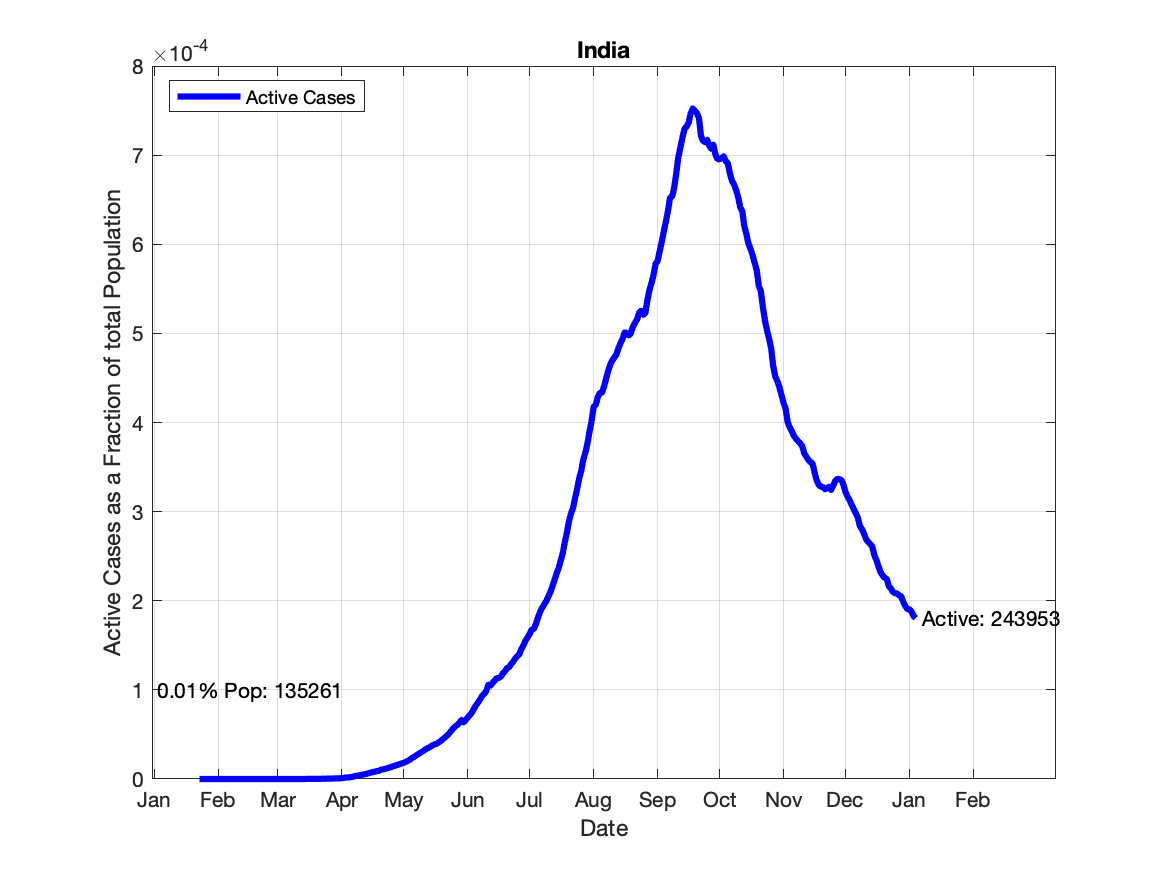 India
×10-4
Active Cases
8
7
6
5
4
3
2
1
0
Active Cases as a Fraction of total Population
0.01% Pop: 135261
Active: 243953
Jan Feb Mar Apr May Jun Jul Aug Sep Oct Nov Dec Jan Feb
Date